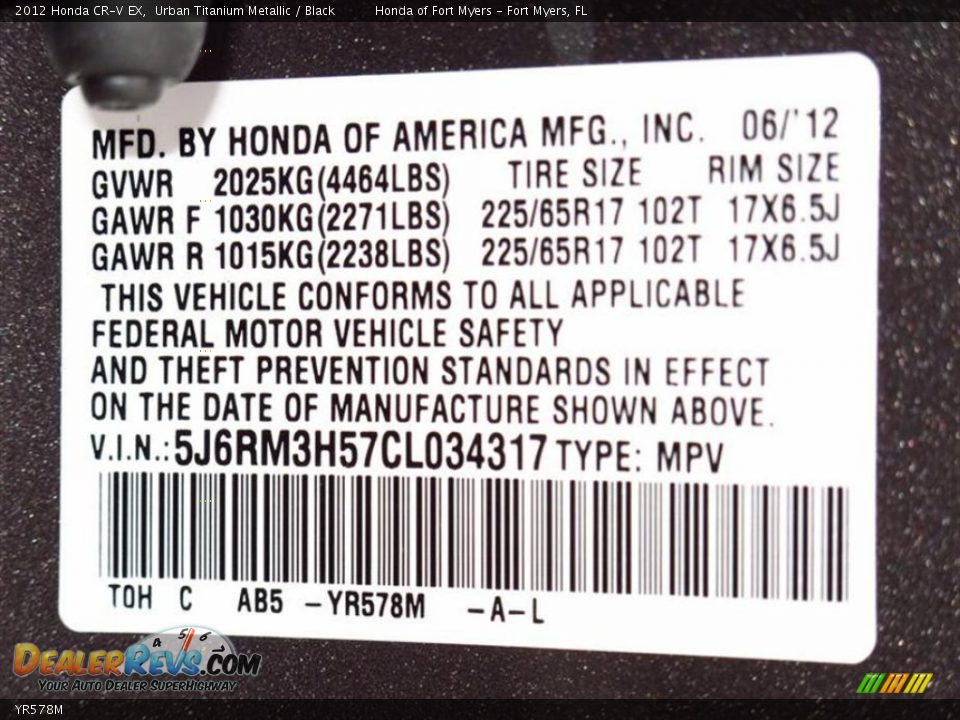 2012 Honda CR-V EX, Urban Titanium Metallic / Black Honda of Fort Myers - Fort Myers, FL
MFD. BY HONDA OF AMERICA MFG., INC. 06/'12
GVWR 2025KG(4464LBS) TIRE SIZE RIM SIZE
GAWR F 1030KG(2271LBS) 225/65R17 102T 17X6.5J
GAWR R 1015KG(2238LBS) 225/65R17 102T 17X6.5J
THIS VEHICLE CONFORMS TO ALL APPLICABLE
FEDERAL MOTOR VEHICLE SAFETY
AND THEFT PREVENTION STANDARDS IN EFFECT
ON THE DATE OF MANUFACTURE SHOWN ABOVE.
V.I.N.:5J6RM3H57CL034317 TYPE: MPV
TOH C AB5 -YR578M -A-L
4 5 6 7
DEALERREVS.COM
YOUR AUTO DEALER SUPERHIGHWAY
YR578M